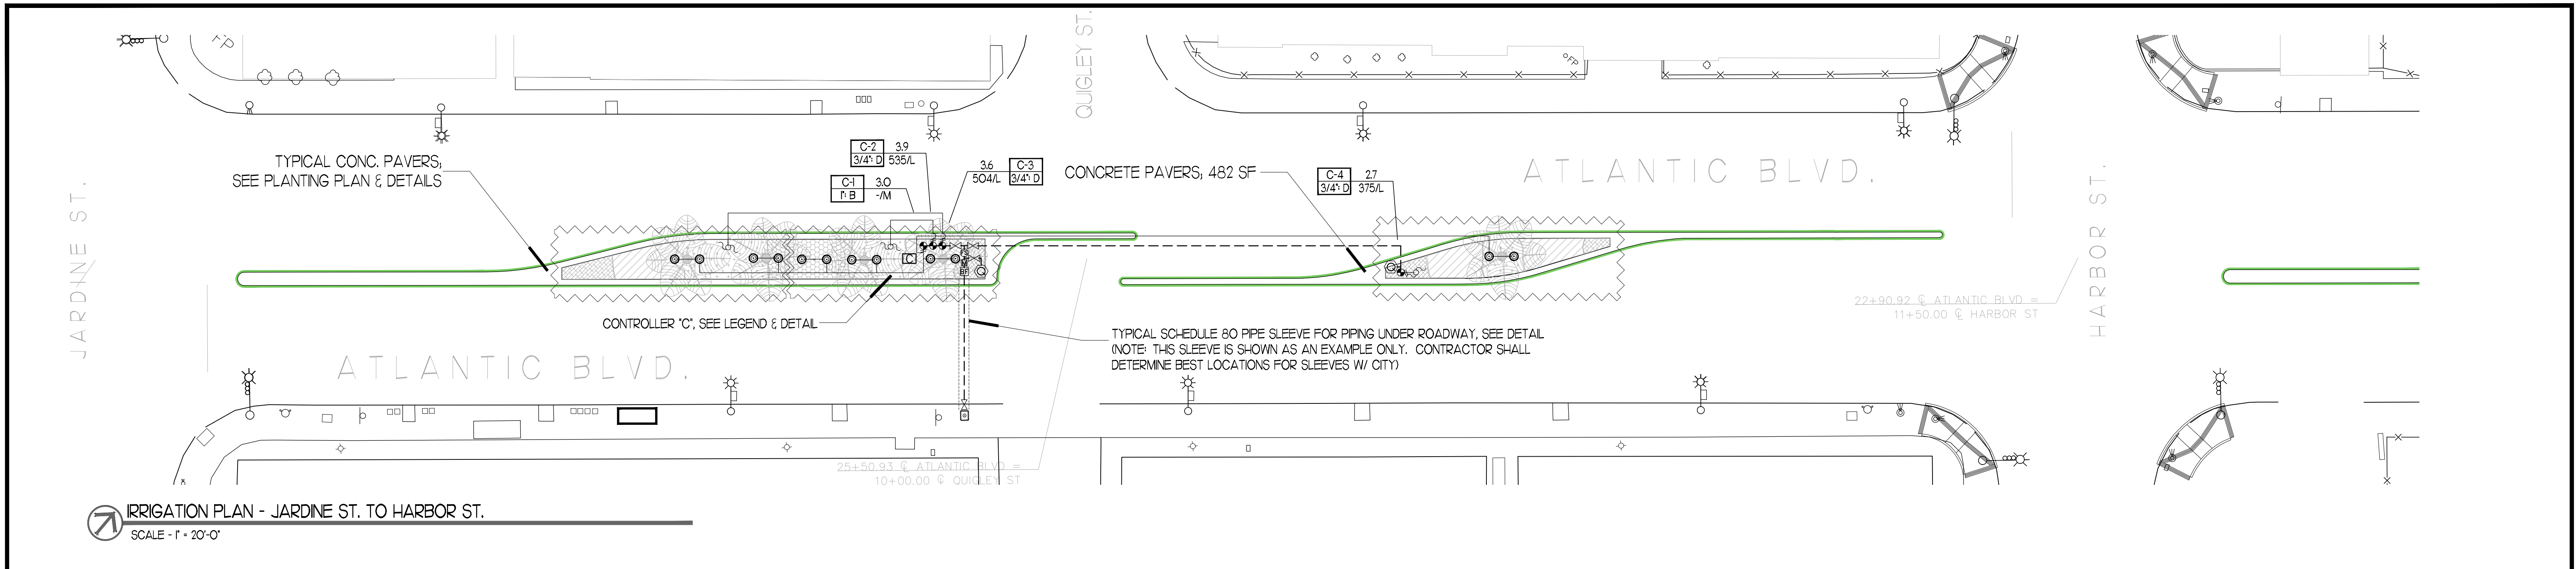 QUIGLEY ST.
TYPICAL CONC. PAVERS;
SEE PLANTING PLAN & DETAILS
C-2 3.9
3/4": D 535/L
C-1 3.0
1": B -/M
3.6 C-3
504/L 3/4": D
CONCRETE PAVERS; 482 SF
C-4 2.7
3/4": D 375/L
ATLANTIC BLVD.
JARDINE ST.
HARBOR ST.
C
22+90.92 ℄ ATLANTIC BLVD =
11+50.00 ℄ HARBOR ST
CONTROLLER "C", SEE LEGEND & DETAIL
TYPICAL SCHEDULE 80 PIPE SLEEVE FOR PIPING UNDER ROADWAY, SEE DETAIL
(NOTE: THIS SLEEVE IS SHOWN AS AN EXAMPLE ONLY. CONTRACTOR SHALL
DETERMINE BEST LOCATIONS FOR SLEEVES W/ CITY)
ATLANTIC BLVD.
25+50.93 ℄ ATLANTIC BLVD =
10+00.00 ℄ QUIGLEY ST
IRRIGATION PLAN - JARDINE ST. TO HARBOR ST.
SCALE - 1" = 20'-0"